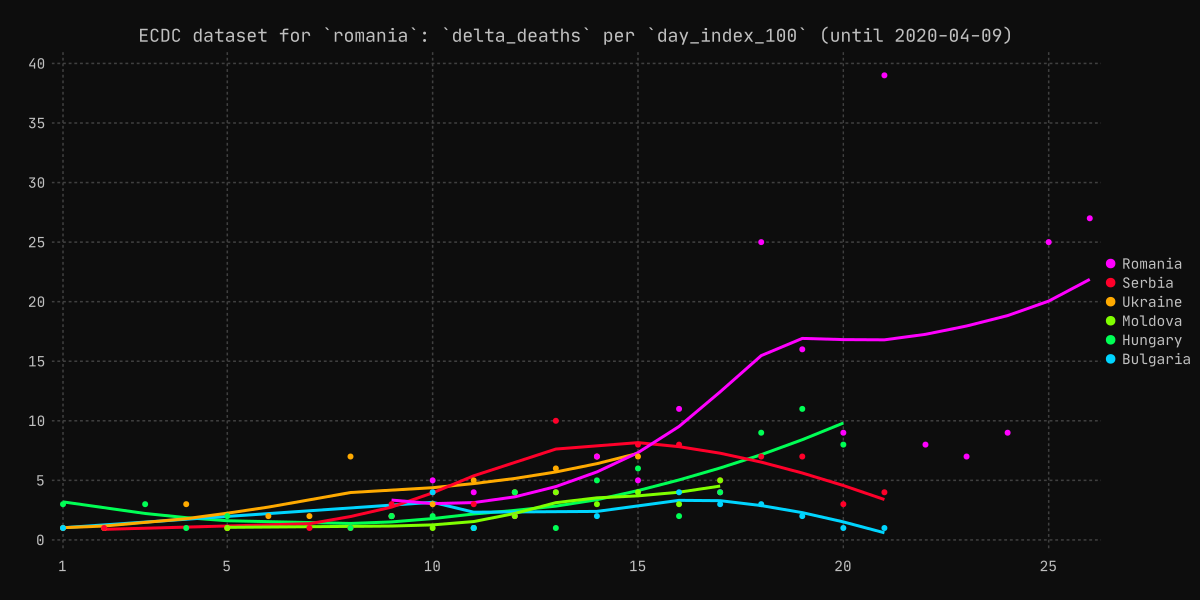 ECDC dataset for `romania`: `delta_deaths` per `day_index_100` (until 2020-04-09)
40
35
30
25
20
15
10
5
0
1 5 10 15 20 25
Romania
Serbia
Ukraine
Moldova
Hungary
Bulgaria